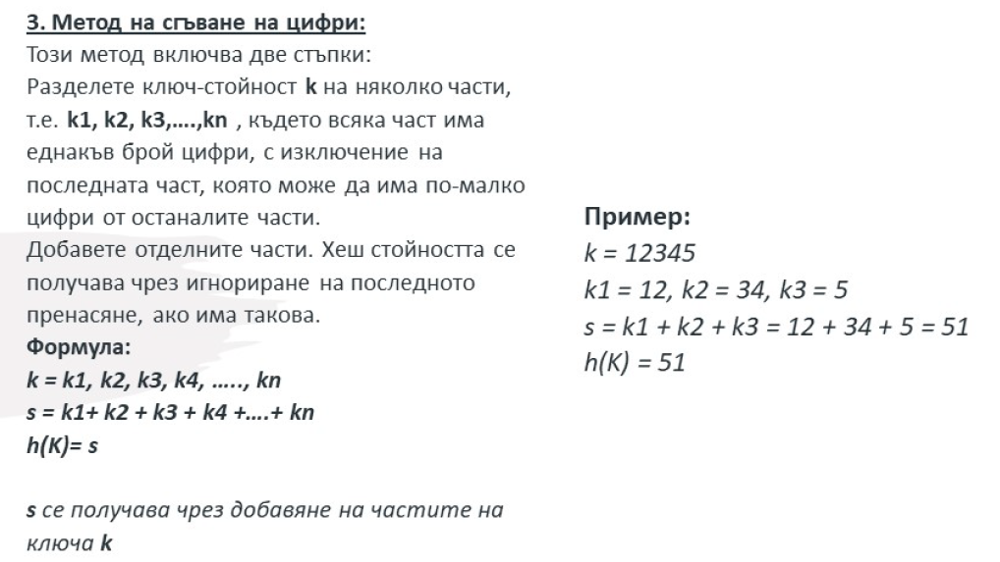 3. Метод на сгъване на цифри:
Този метод включва две стъпки:
Разделете ключ-стойност k на няколко части,
т.е. k1, k2, k3,….,kn , където всяка част има
еднакъв брой цифри, с изключение на
последната част, която може да има по-малко
цифри от останалите части.
Добавете отделните части. Хеш стойността се
получава чрез игнориране на последното
пренасяне, ако има такова.
Формула:
k = k1, k2, k3, k4, ….., kn
s = k1+ k2 + k3 + k4 +….+ kn
h(K)= s
s се получава чрез добавяне на частите на
ключа k
Пример:
k = 12345
k1 = 12, k2 = 34, k3 = 5
s = k1 + k2 + k3 = 12 + 34 + 5 = 51
h(K) = 51